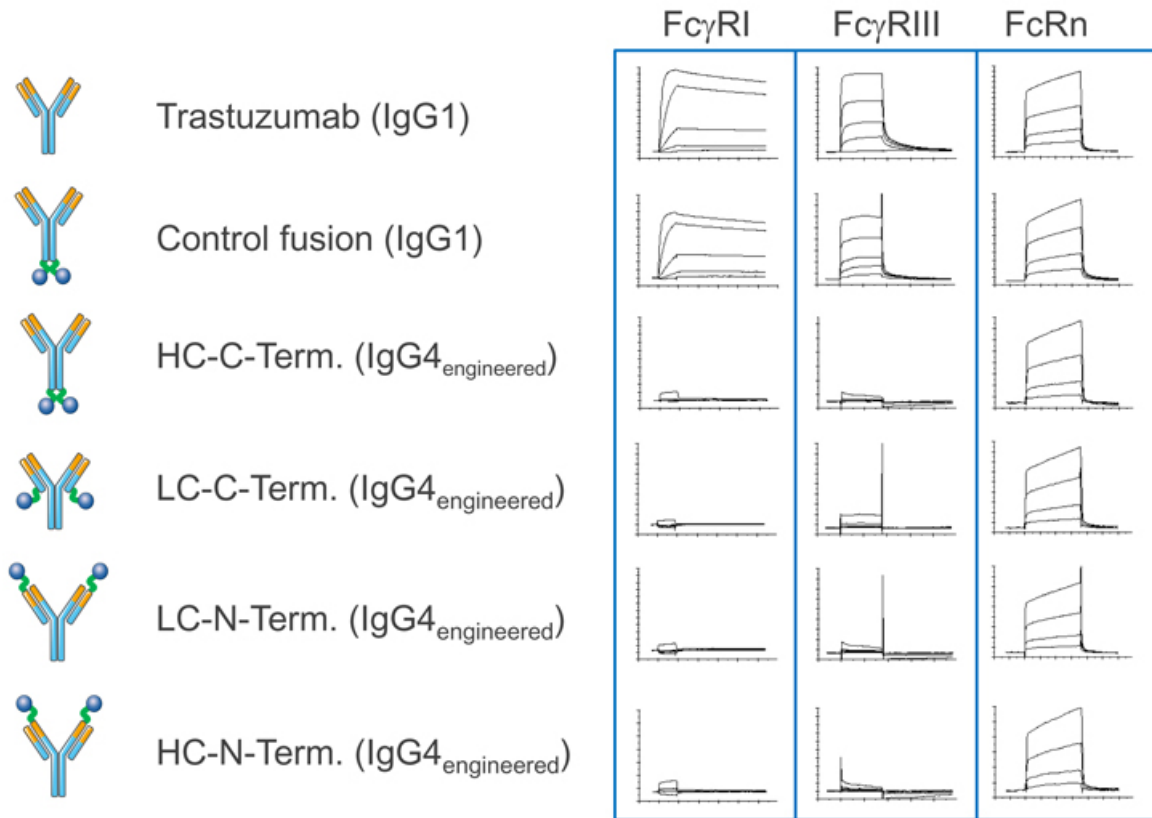 FcγRI FcγRIII FcRn
Trastuzumab (IgG1)
Control fusion (IgG1)
HC-C-Term. (IgG4engineered)
LC-C-Term. (IgG4engineered)
LC-N-Term. (IgG4engineered)
HC-N-Term. (IgG4engineered)